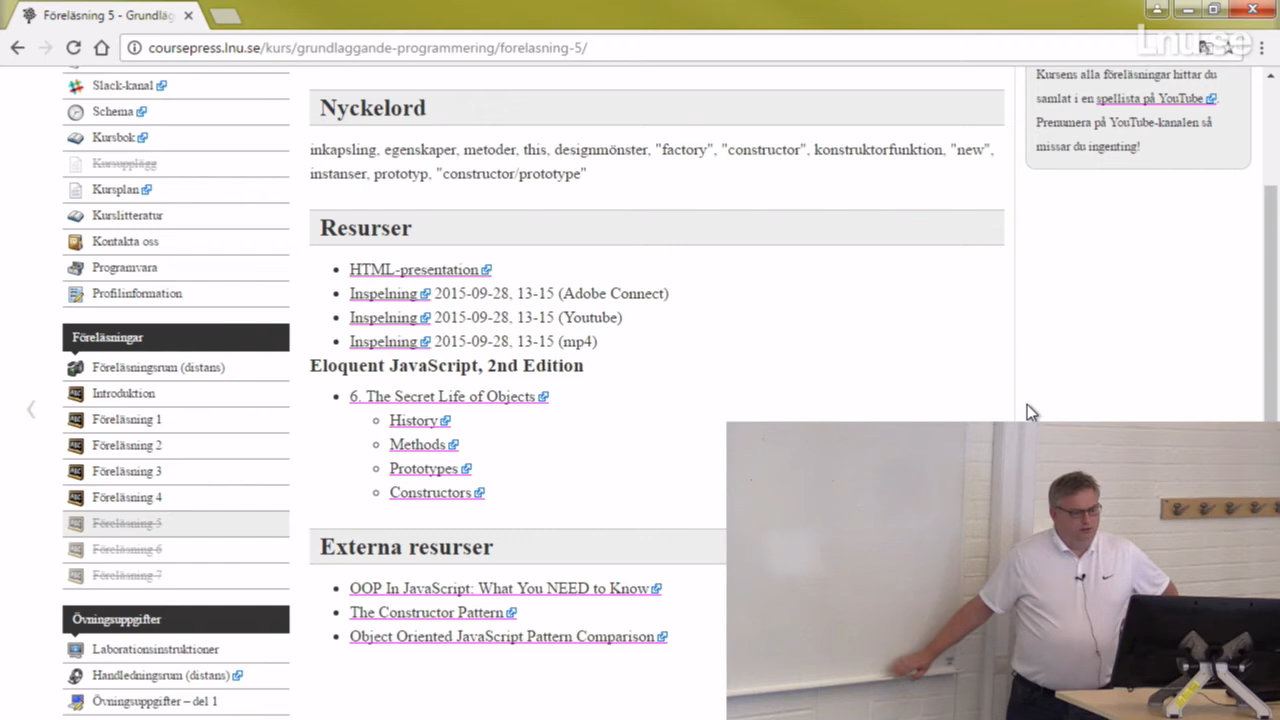 Föreläsning 5 - Grundläg
Lnu.se
coursepress.lnu.se/kurs/grundlaggande-programmering/forelasning-5/
Slack-kanal
Schema
Kursbok
Kursupplägg
Kursplan
Kurslitteratur
Kontakta oss
Programvara
Profilinformation
Föreläsningar
Föreläsningsrum (distans)
Introduktion
Föreläsning 1
Föreläsning 2
Föreläsning 3
Föreläsning 4
Föreläsning 5
Föreläsning 6
Föreläsning 7
Övningsuppgifter
Laborationsinstruktioner
Handledningsrum (distans)
Övningsuppgifter – del 1
Nyckelord
inkapsling, egenskaper, metoder, this, designmönster, "factory", "constructor", konstruktorfunktion, "new",
instanser, prototyp, "constructor/prototype"
Resurser
HTML-presentation
Inspelning 2015-09-28, 13-15 (Adobe Connect)
Inspelning 2015-09-28, 13-15 (Youtube)
Inspelning 2015-09-28, 13-15 (mp4)
Eloquent JavaScript, 2nd Edition
6. The Secret Life of Objects
History
Methods
Prototypes
Constructors
Externa resurser
OOP In JavaScript: What You NEED to Know
The Constructor Pattern
Object Oriented JavaScript Pattern Comparison
Kursens alla föreläsningar hittar du
samlat i en spellista på YouTube.
Prenumera på YouTube-kanalen så
missar du ingenting!